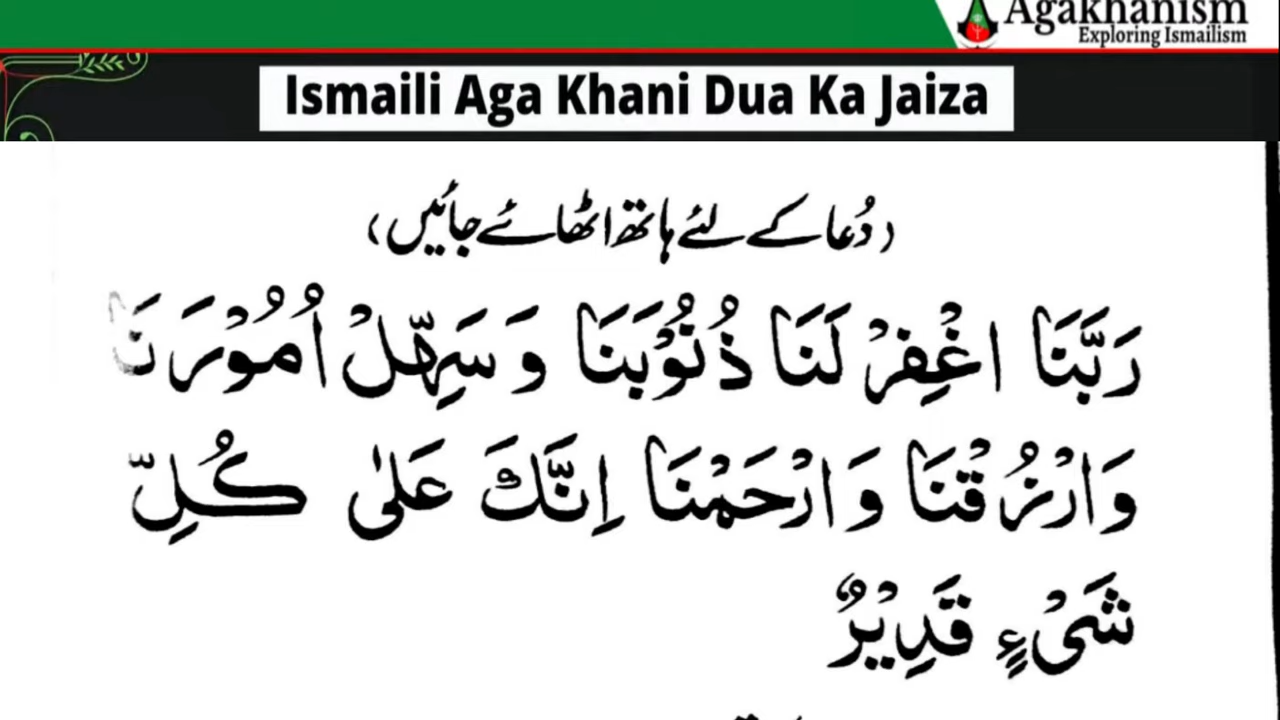 Agakhanism
Exploring Ismailism
Ismaili Aga Khani Dua Ka Jaiza
(دُعا کے لئے ہاتھ اٹھائے جائیں)
رَبَّنَا اغْفِرْ لَنَا ذُنُوْبَنَا وَ سَهِّلْ اُمُوْرَنَا
وَارْزُقْنَا وَارْحَمْنَا اِنَّكَ عَلٰى كُلِّ
شَىْءٍ قَدِيْرٌ